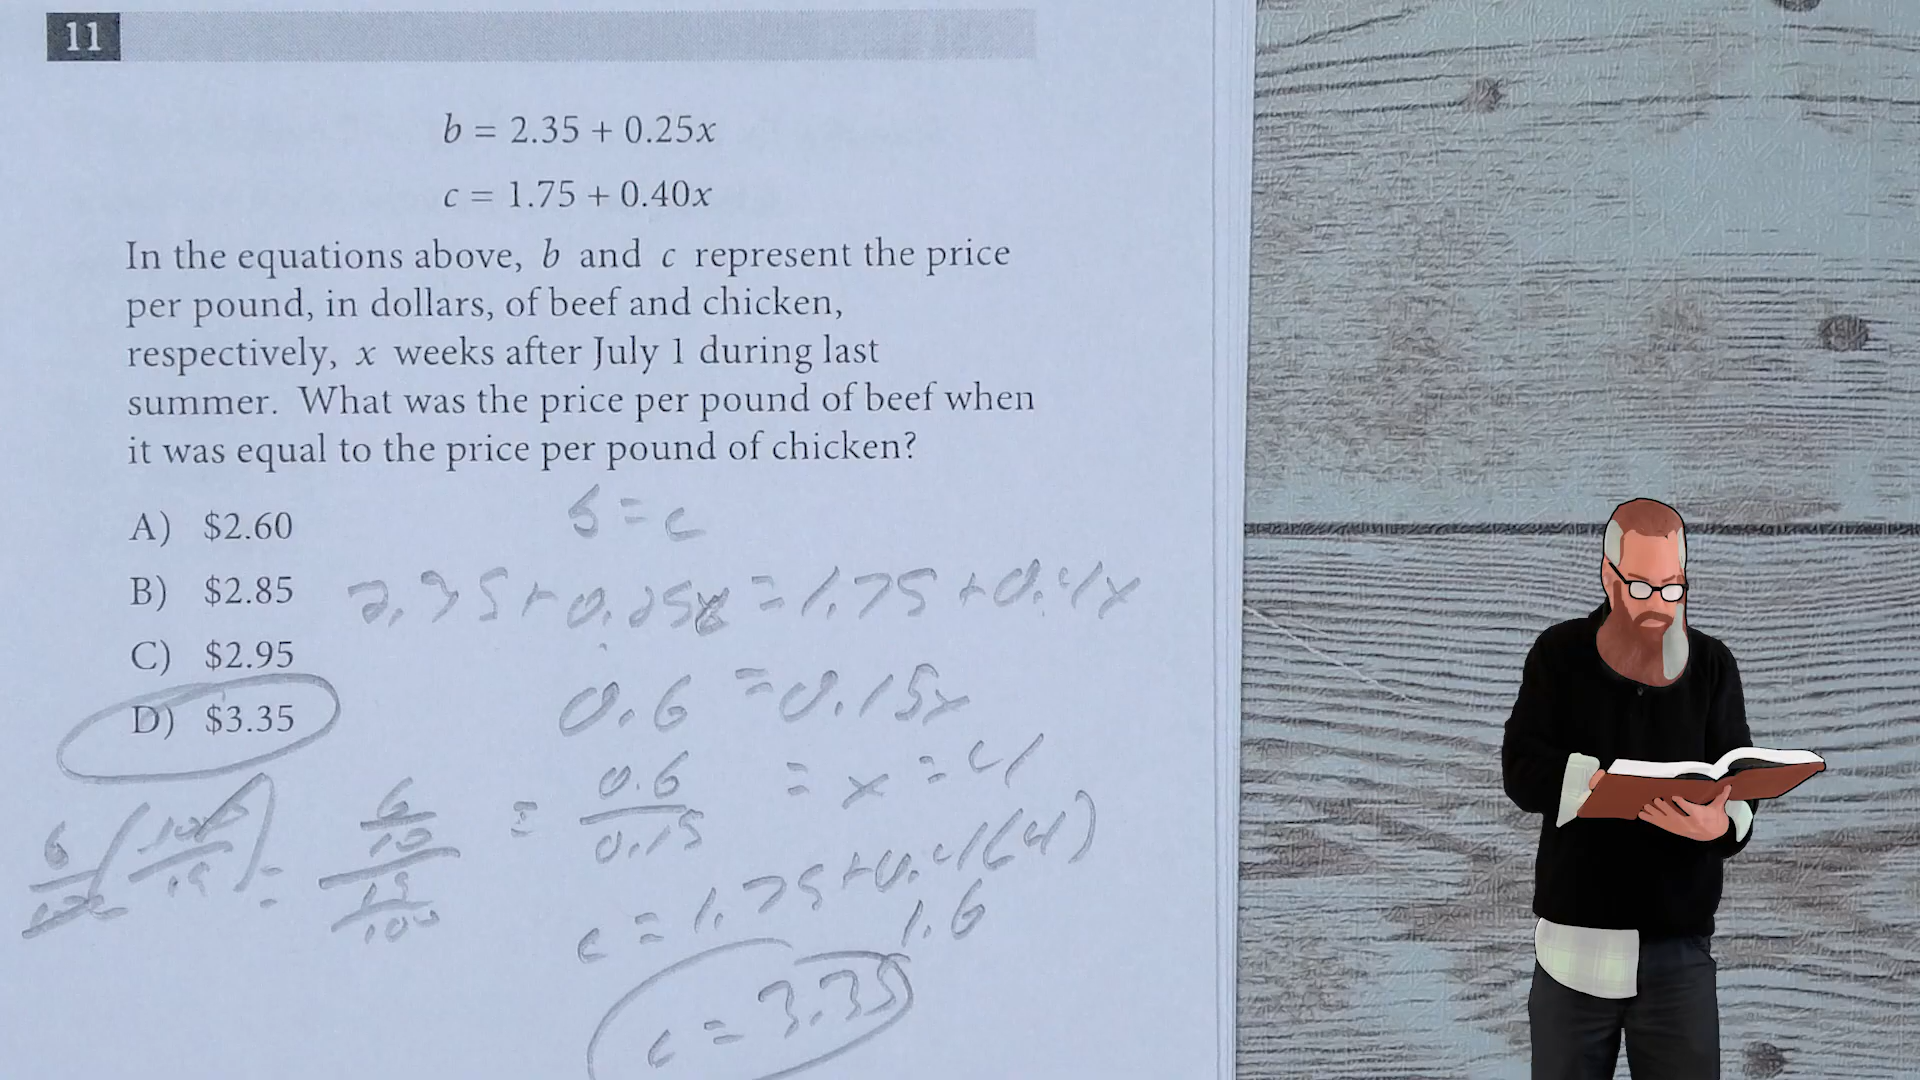 11
b = 2.35 + 0.25x
c = 1.75 + 0.40x
In the equations above, b and c represent the price
per pound, in dollars, of beef and chicken,
respectively, x weeks after July 1 during last
summer. What was the price per pound of beef when
it was equal to the price per pound of chicken?
A) $2.60
B) $2.85
C) $2.95
D) $3.35
b = c
2.35 + 0.25x = 1.75 + 0.4x
0.6 = 0.15x
6/10 / 15/100 = 0.6/0.15 = x = 4
c = 1.75 + 0.4(4)
1.6
c = 3.35